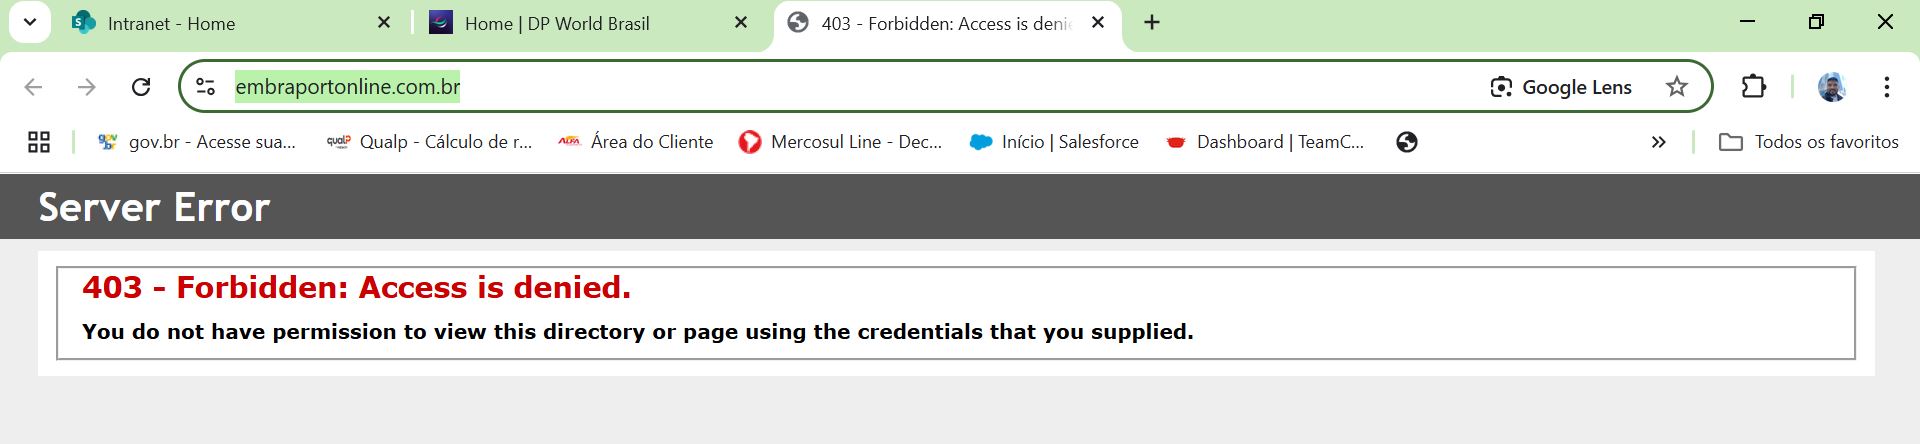 Intranet - Home
Home | DP World Brasil
403 - Forbidden: Access is deni
embraportonline.com.br
Google Lens
gov.br - Acesse sua...
Qualp - Cálculo de r...
Área do Cliente
Mercosul Line - Dec...
Início | Salesforce
Dashboard | TeamC...
Todos os favoritos
Server Error
403 - Forbidden: Access is denied.
You do not have permission to view this directory or page using the credentials that you supplied.